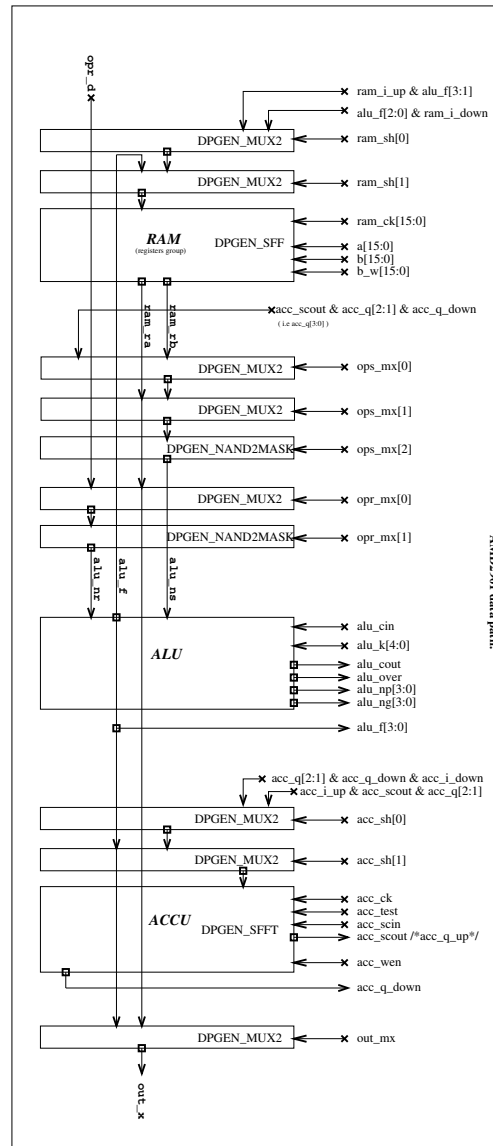 opr_d
ram_i_up & alu_f[3:1]
alu_f[2:0] & ram_i_down
DPGEN_MUX2
ram_sh[0]
DPGEN_MUX2
ram_sh[1]
RAM
(registers group)
DPGEN_SFF
ram_ck[15:0]
a[15:0]
b[15:0]
b_w[15:0]
ram_ra
ram_rb
acc_scout & acc_q[2:1] & acc_q_down
( i.e acc_q[3:0] )
DPGEN_MUX2
ops_mx[0]
DPGEN_MUX2
ops_mx[1]
DPGEN_NAND2MASK
ops_mx[2]
DPGEN_MUX2
opr_mx[0]
DPGEN_NAND2MASK
opr_mx[1]
alu_nr
alu_f
alu_ns
ALU
alu_cin
alu_k[4:0]
alu_cout
alu_over
alu_np[3:0]
alu_ng[3:0]
alu_f[3:0]
acc_q[2:1] & acc_q_down & acc_i_down
acc_i_up & acc_scout & acc_q[2:1]
DPGEN_MUX2
acc_sh[0]
DPGEN_MUX2
acc_sh[1]
ACCU
DPGEN_SFFT
acc_ck
acc_test
acc_scin
acc_scout /*acc_q_up*/
acc_wen
acc_q_down
DPGEN_MUX2
out_mx
out_x